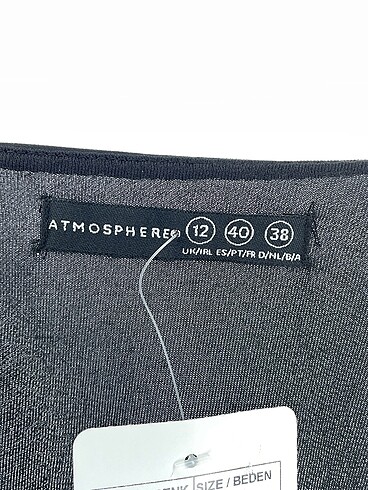 ATMOSPHERE® 12 40 38
UK/IRL ES/PT/FR D/NL/B/A
SIZE / BEDEN